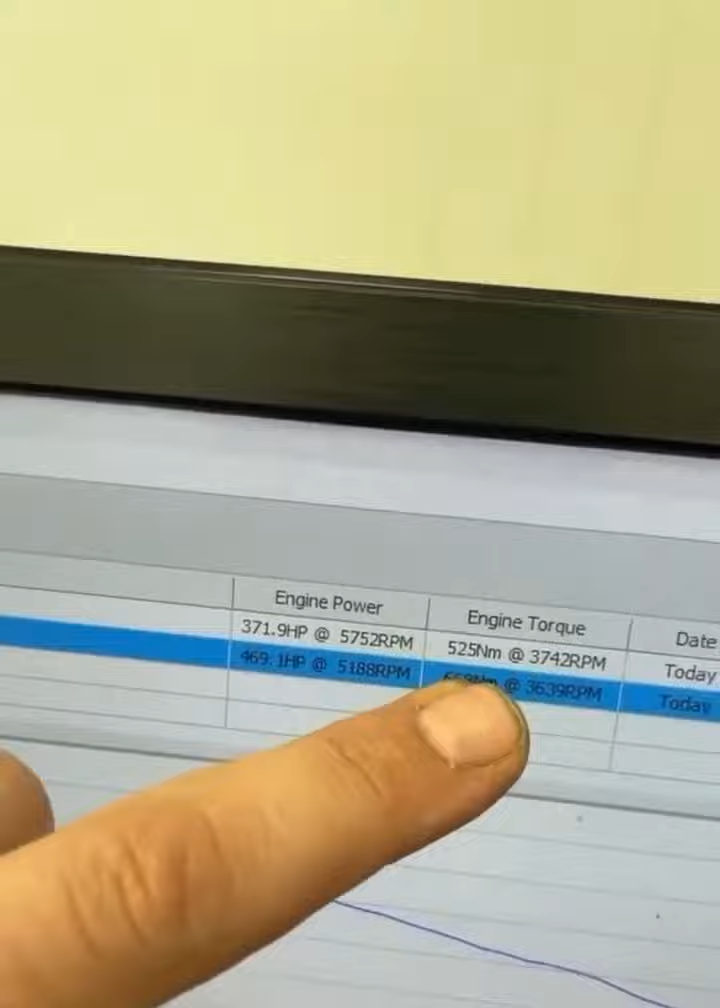 Engine Power Engine Torque Date
371.9HP @ 5752RPM 525Nm @ 3742RPM Today
469.1HP @ 5188RPM @ 3639RPM Today